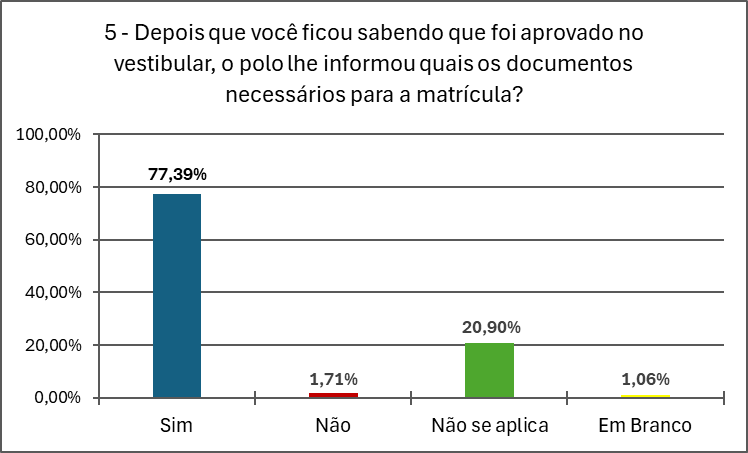 5 - Depois que você ficou sabendo que foi aprovado no
vestibular, o polo lhe informou quais os documentos
necessários para a matrícula?
100,00%
80,00%
60,00%
40,00%
20,00%
0,00%
77,39%
1,71%
20,90%
1,06%
Sim
Não
Não se aplica
Em Branco